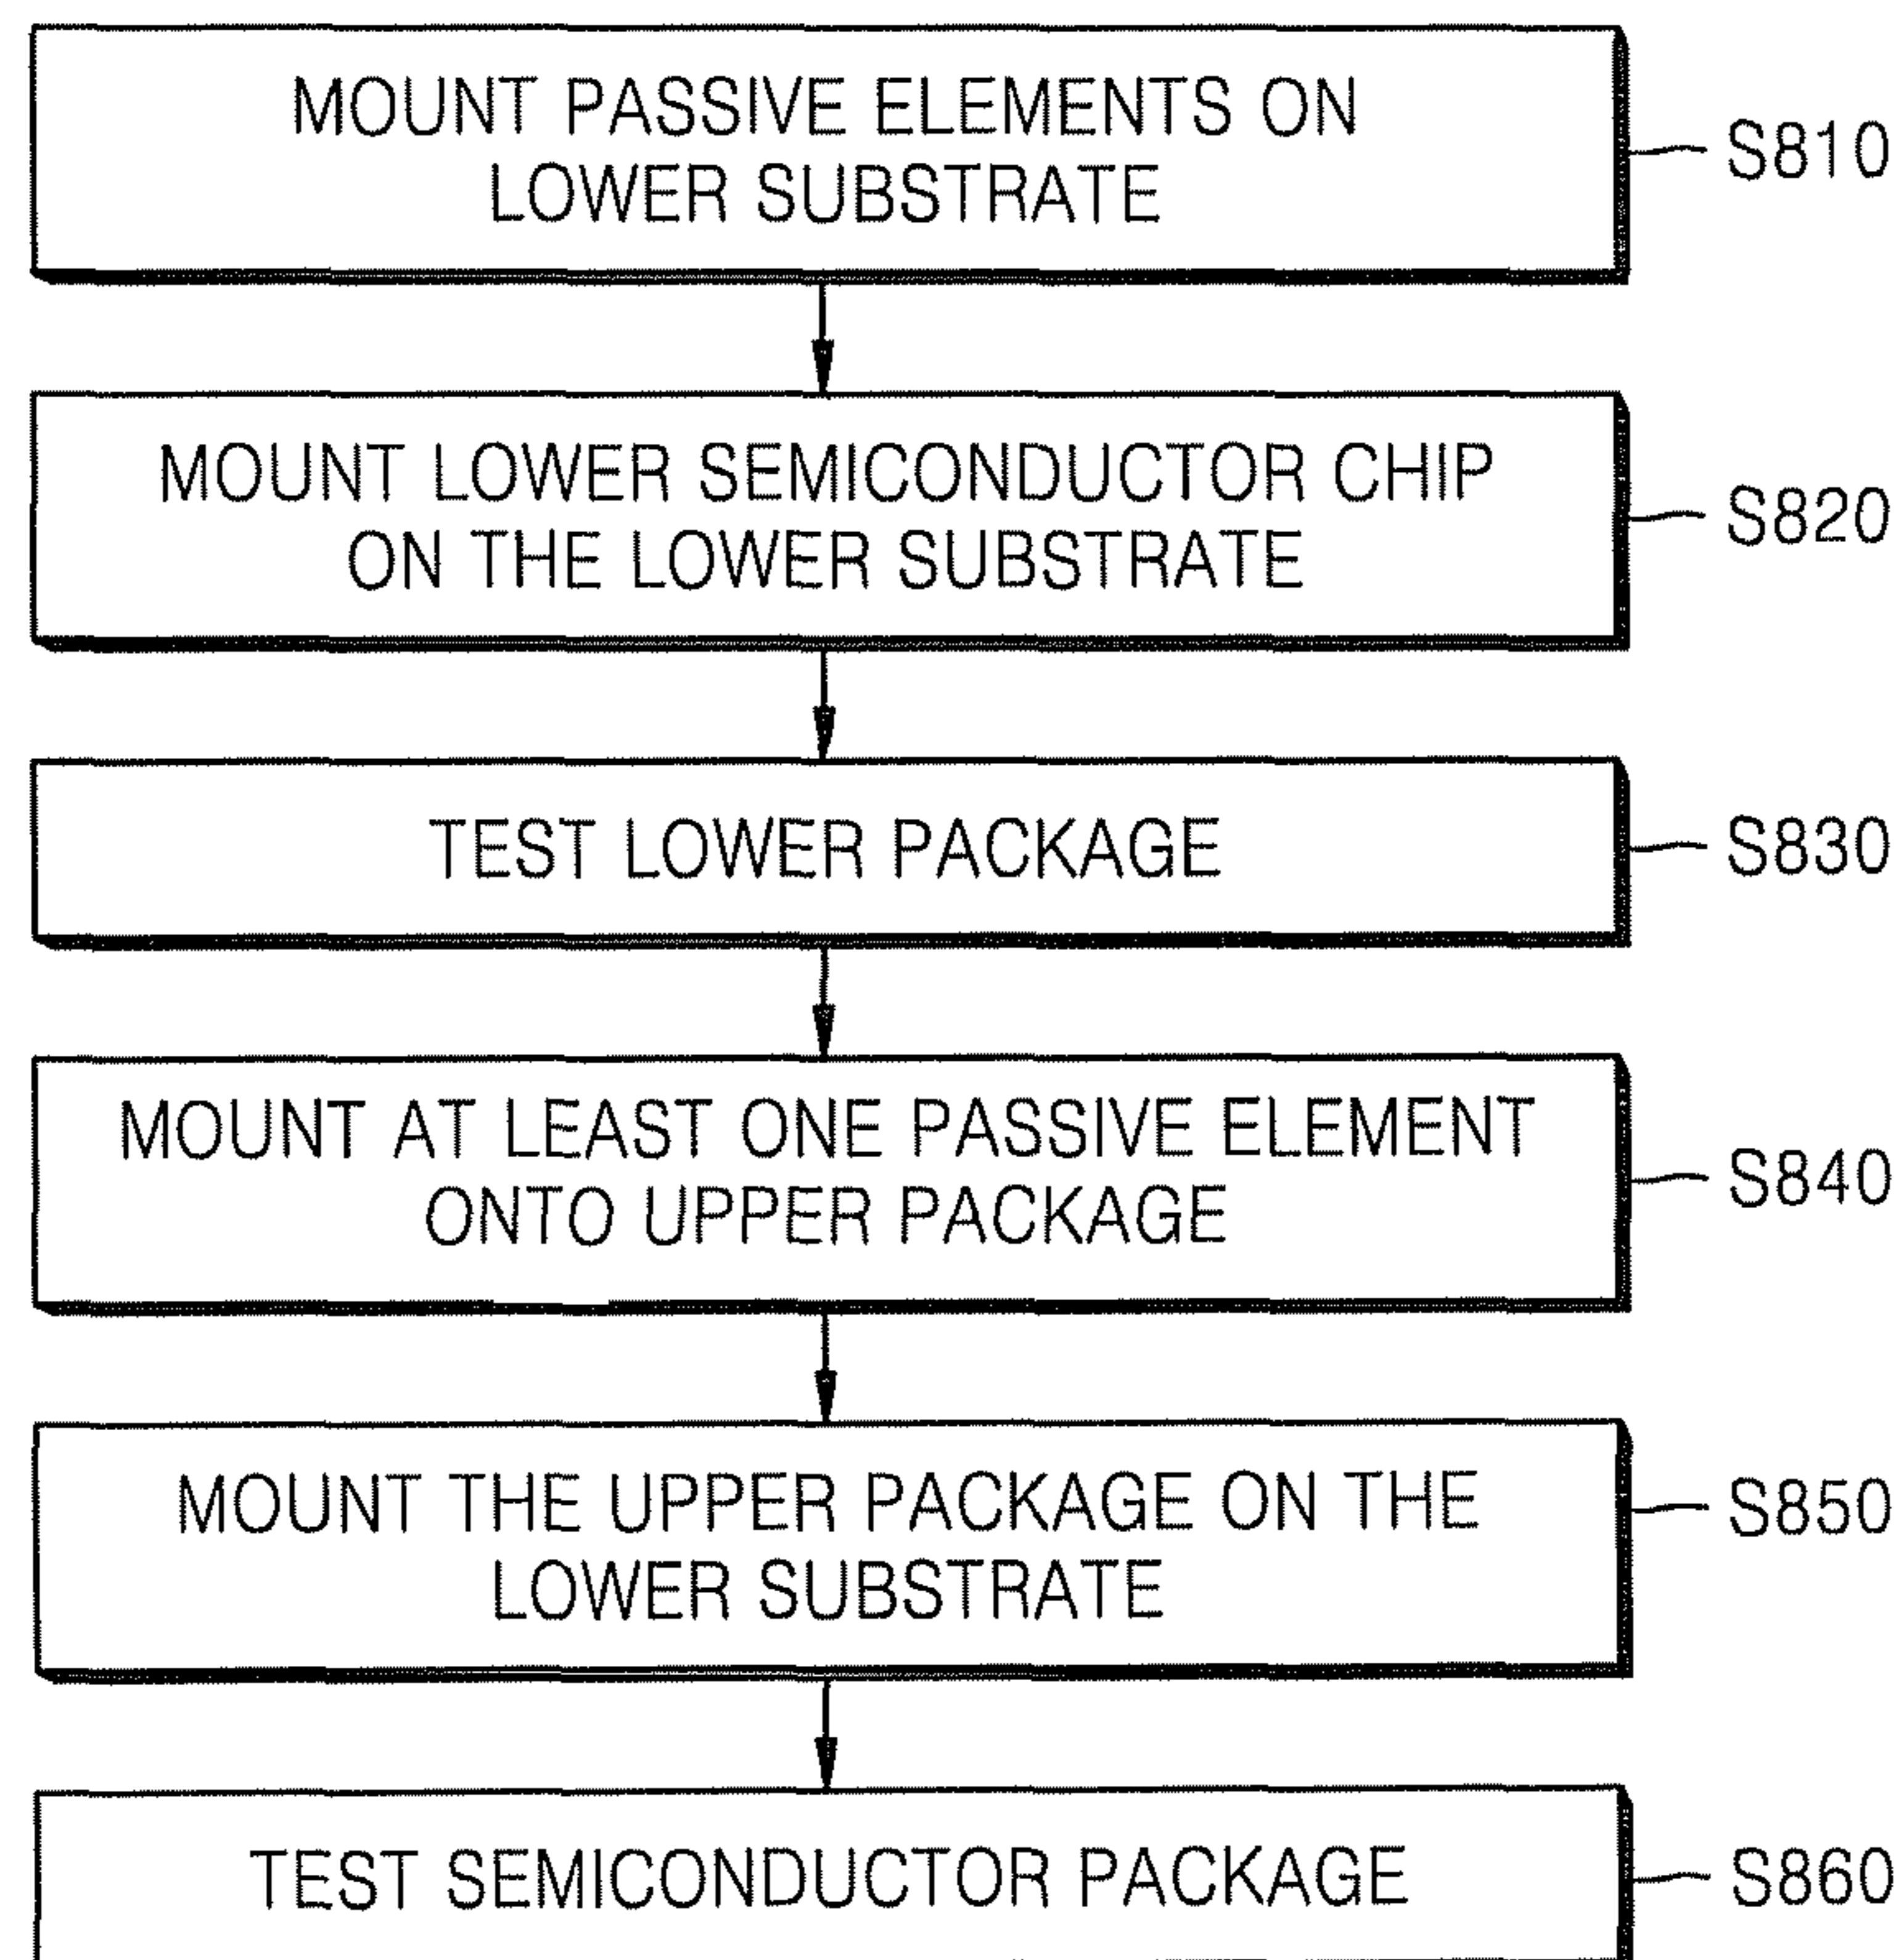 MOUNT PASSIVE ELEMENTS ON
LOWER SUBSTRATE
S810
MOUNT LOWER SEMICONDUCTOR CHIP
ON THE LOWER SUBSTRATE
S820
TEST LOWER PACKAGE
S830
MOUNT AT LEAST ONE PASSIVE ELEMENT
ONTO UPPER PACKAGE
S840
MOUNT THE UPPER PACKAGE ON THE
LOWER SUBSTRATE
S850
TEST SEMICONDUCTOR PACKAGE
S860